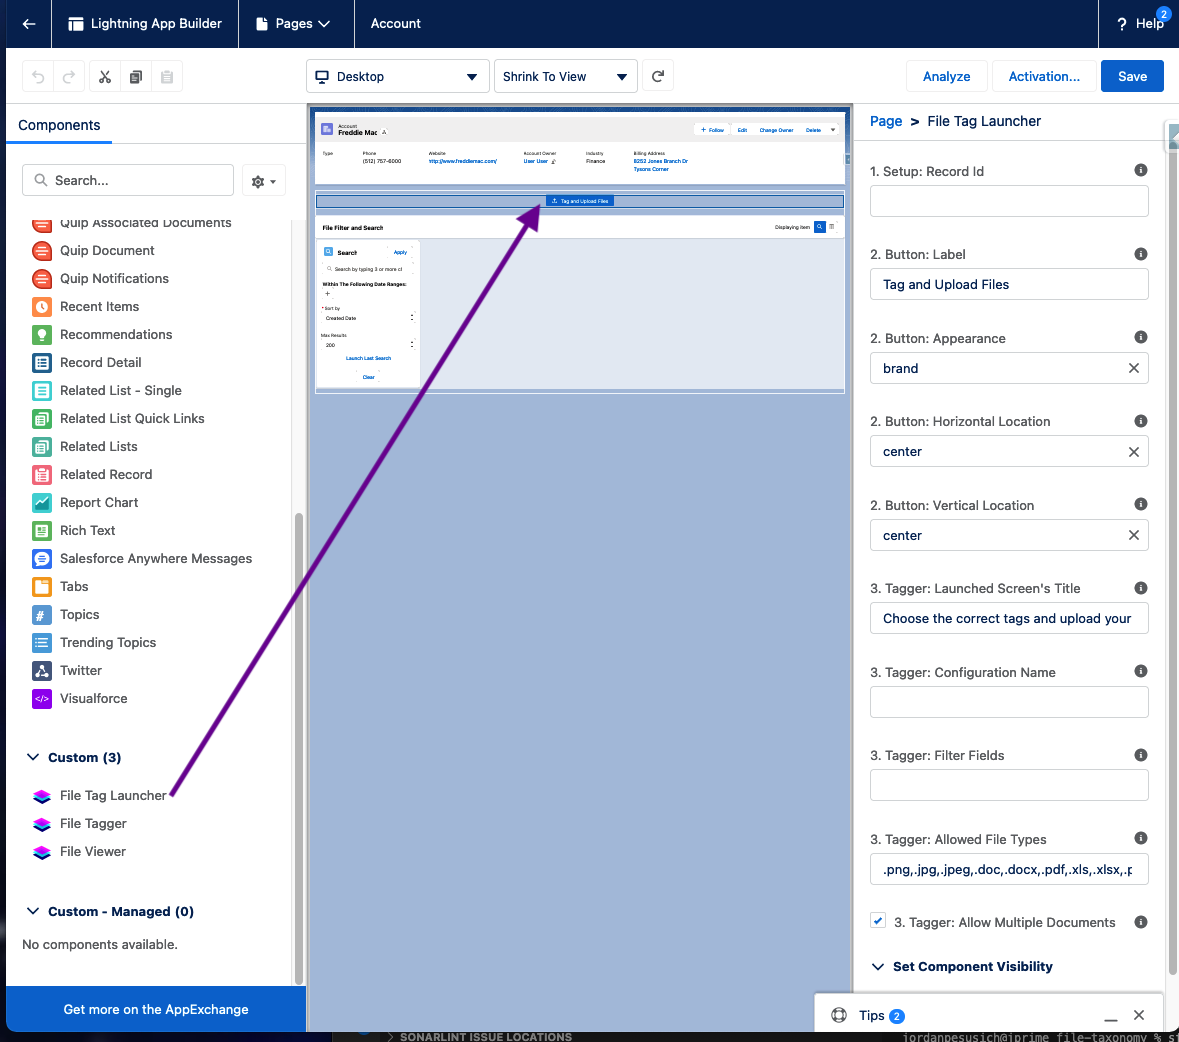 Lightning App Builder
Pages
Account
? Help
2
Desktop
Shrink To View
Analyze
Activation...
Save
Components
Search...
Quip Associated Documents
Quip Document
Quip Notifications
Recent Items
Recommendations
Record Detail
Related List - Single
Related List Quick Links
Related Lists
Related Record
Report Chart
Rich Text
Salesforce Anywhere Messages
Tabs
Topics
Trending Topics
Twitter
Visualforce
Custom (3)
File Tag Launcher
File Tagger
File Viewer
Custom - Managed (0)
No components available.
Get more on the AppExchange
Account
Freddie Mac
+ Follow
Edit
Change Owner
Delete
Type
Phone
(512) 757-6000
Website
http://www.freddiemac.com/
Account Owner
User User
Industry
Finance
Billing Address
8252 Jones Branch Dr
Tysons Corner
Tag and Upload Files
File Filter and Search
Displaying item
Search
Apply
Search by typing 3 or more cl
Within The Following Date Ranges:
+
* Sort by
Created Date
Max Results
200
Launch Last Search
Clear
Page > File Tag Launcher
1. Setup: Record Id
2. Button: Label
Tag and Upload Files
2. Button: Appearance
brand
2. Button: Horizontal Location
center
2. Button: Vertical Location
center
3. Tagger: Launched Screen's Title
Choose the correct tags and upload your
3. Tagger: Configuration Name
3. Tagger: Filter Fields
3. Tagger: Allowed File Types
.png,.jpg,.jpeg,.doc,.docx,.pdf,.xls,.xlsx,.p
3. Tagger: Allow Multiple Documents
Set Component Visibility
Tips 2
SONARLINT ISSUE LOCATIONS
jordanpesusich@jprime file-taxonomy %